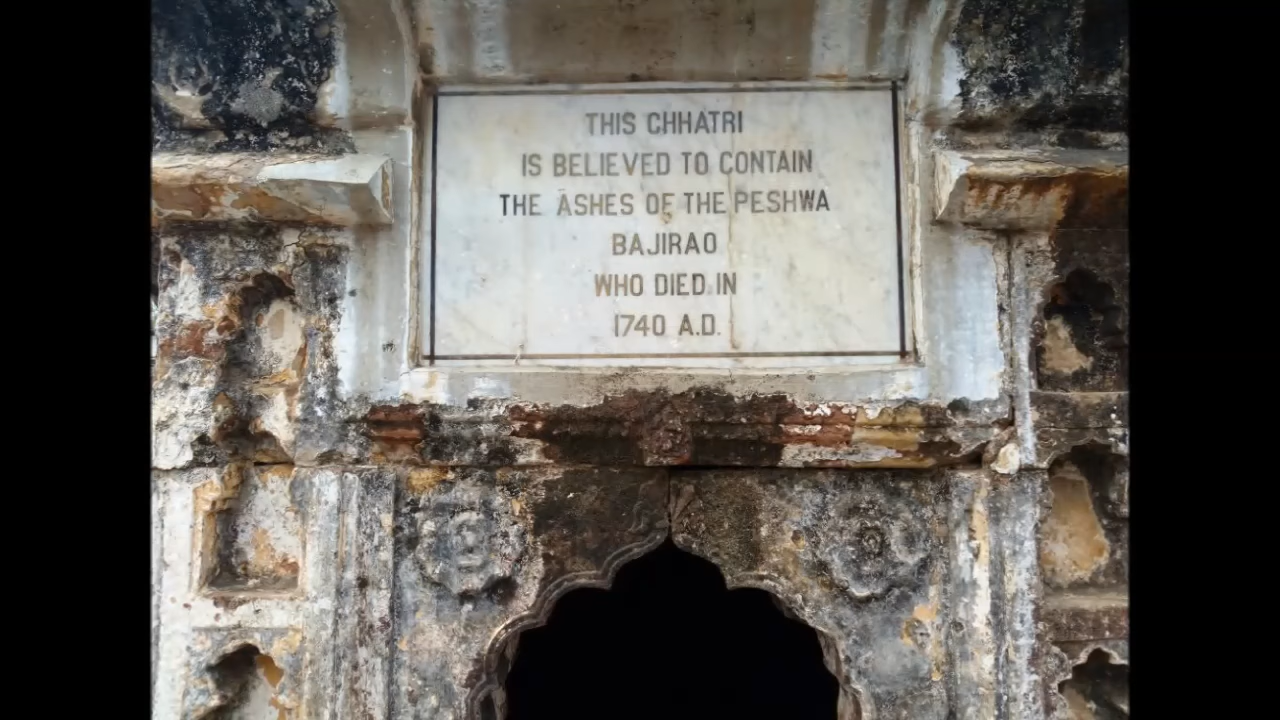 THIS CHHATRI
IS BELIEVED TO CONTAIN
THE ASHES OF THE PESHWA
BAJIRAO
WHO DIED IN
1740 A.D.